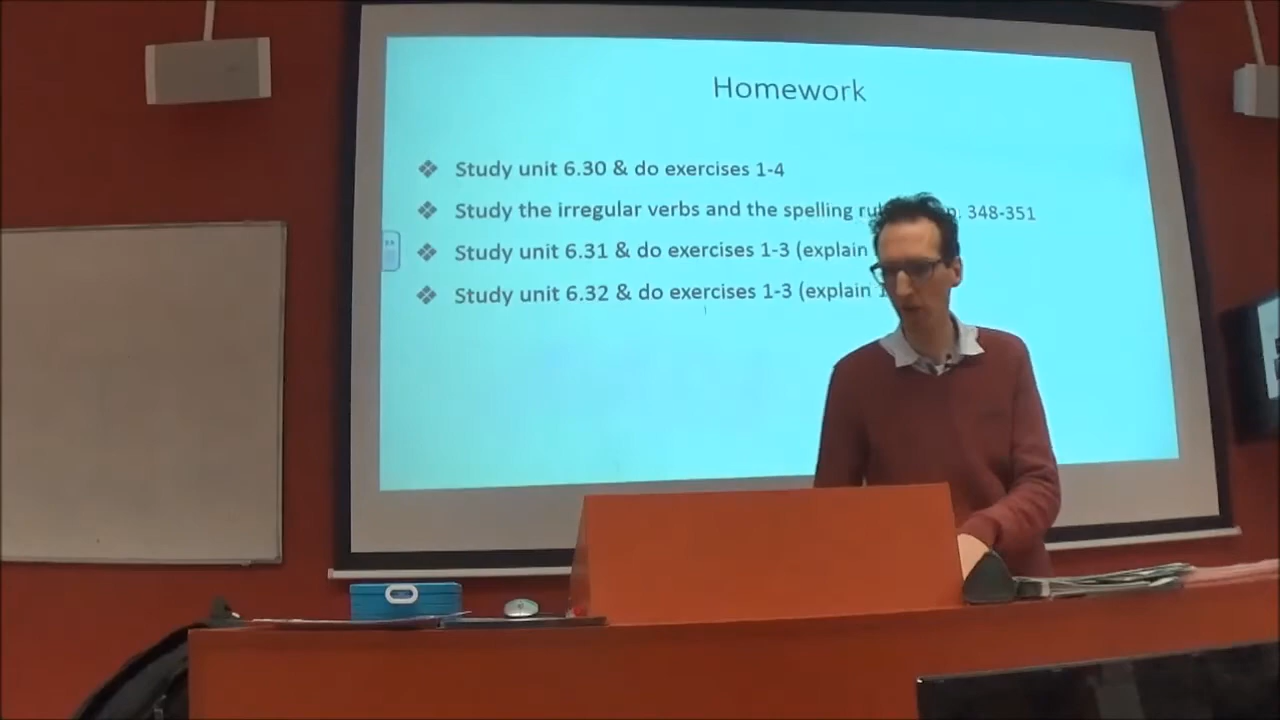 Homework
❖ Study unit 6.30 & do exercises 1-4
❖ Study the irregular verbs and the spelling p. 348-351
❖ Study unit 6.31 & do exercises 1-3 (explain
❖ Study unit 6.32 & do exercises 1-3 (explain